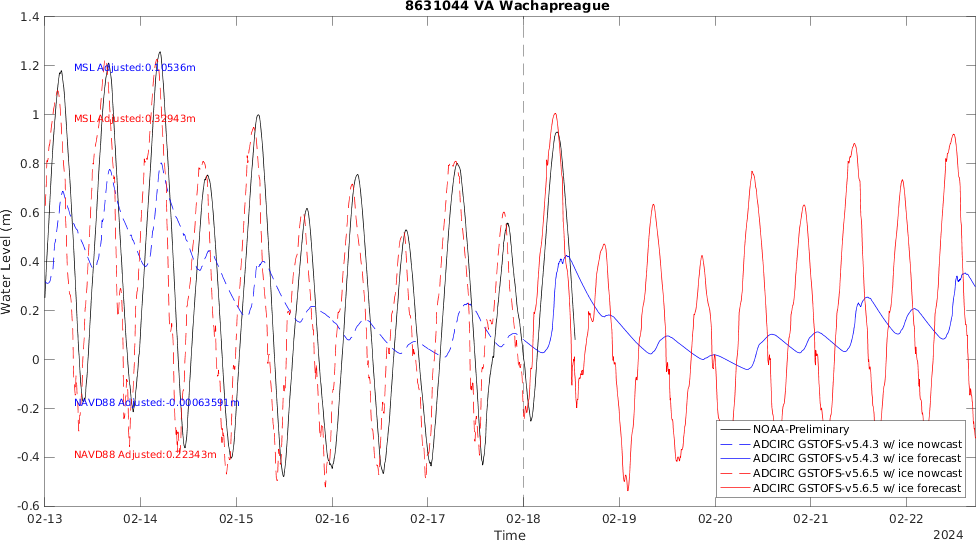 8631044 VA Wachapreague
1.4
1.2
1
0.8
0.6
0.4
0.2
0
-0.2
-0.4
-0.6
Water Level (m)
MSL Adjusted:0.10536m
MSL Adjusted:0.32943m
NAVD88 Adjusted:-0.00063591m
NAVD88 Adjusted:0.22343m
NOAA-Preliminary
ADCIRC GSTOFS-v5.4.3 w/ ice nowcast
ADCIRC GSTOFS-v5.4.3 w/ ice forecast
ADCIRC GSTOFS-v5.6.5 w/ ice nowcast
ADCIRC GSTOFS-v5.6.5 w/ ice forecast
02-13 02-14 02-15 02-16 02-17 02-18 02-19 02-20 02-21 02-22
Time
2024